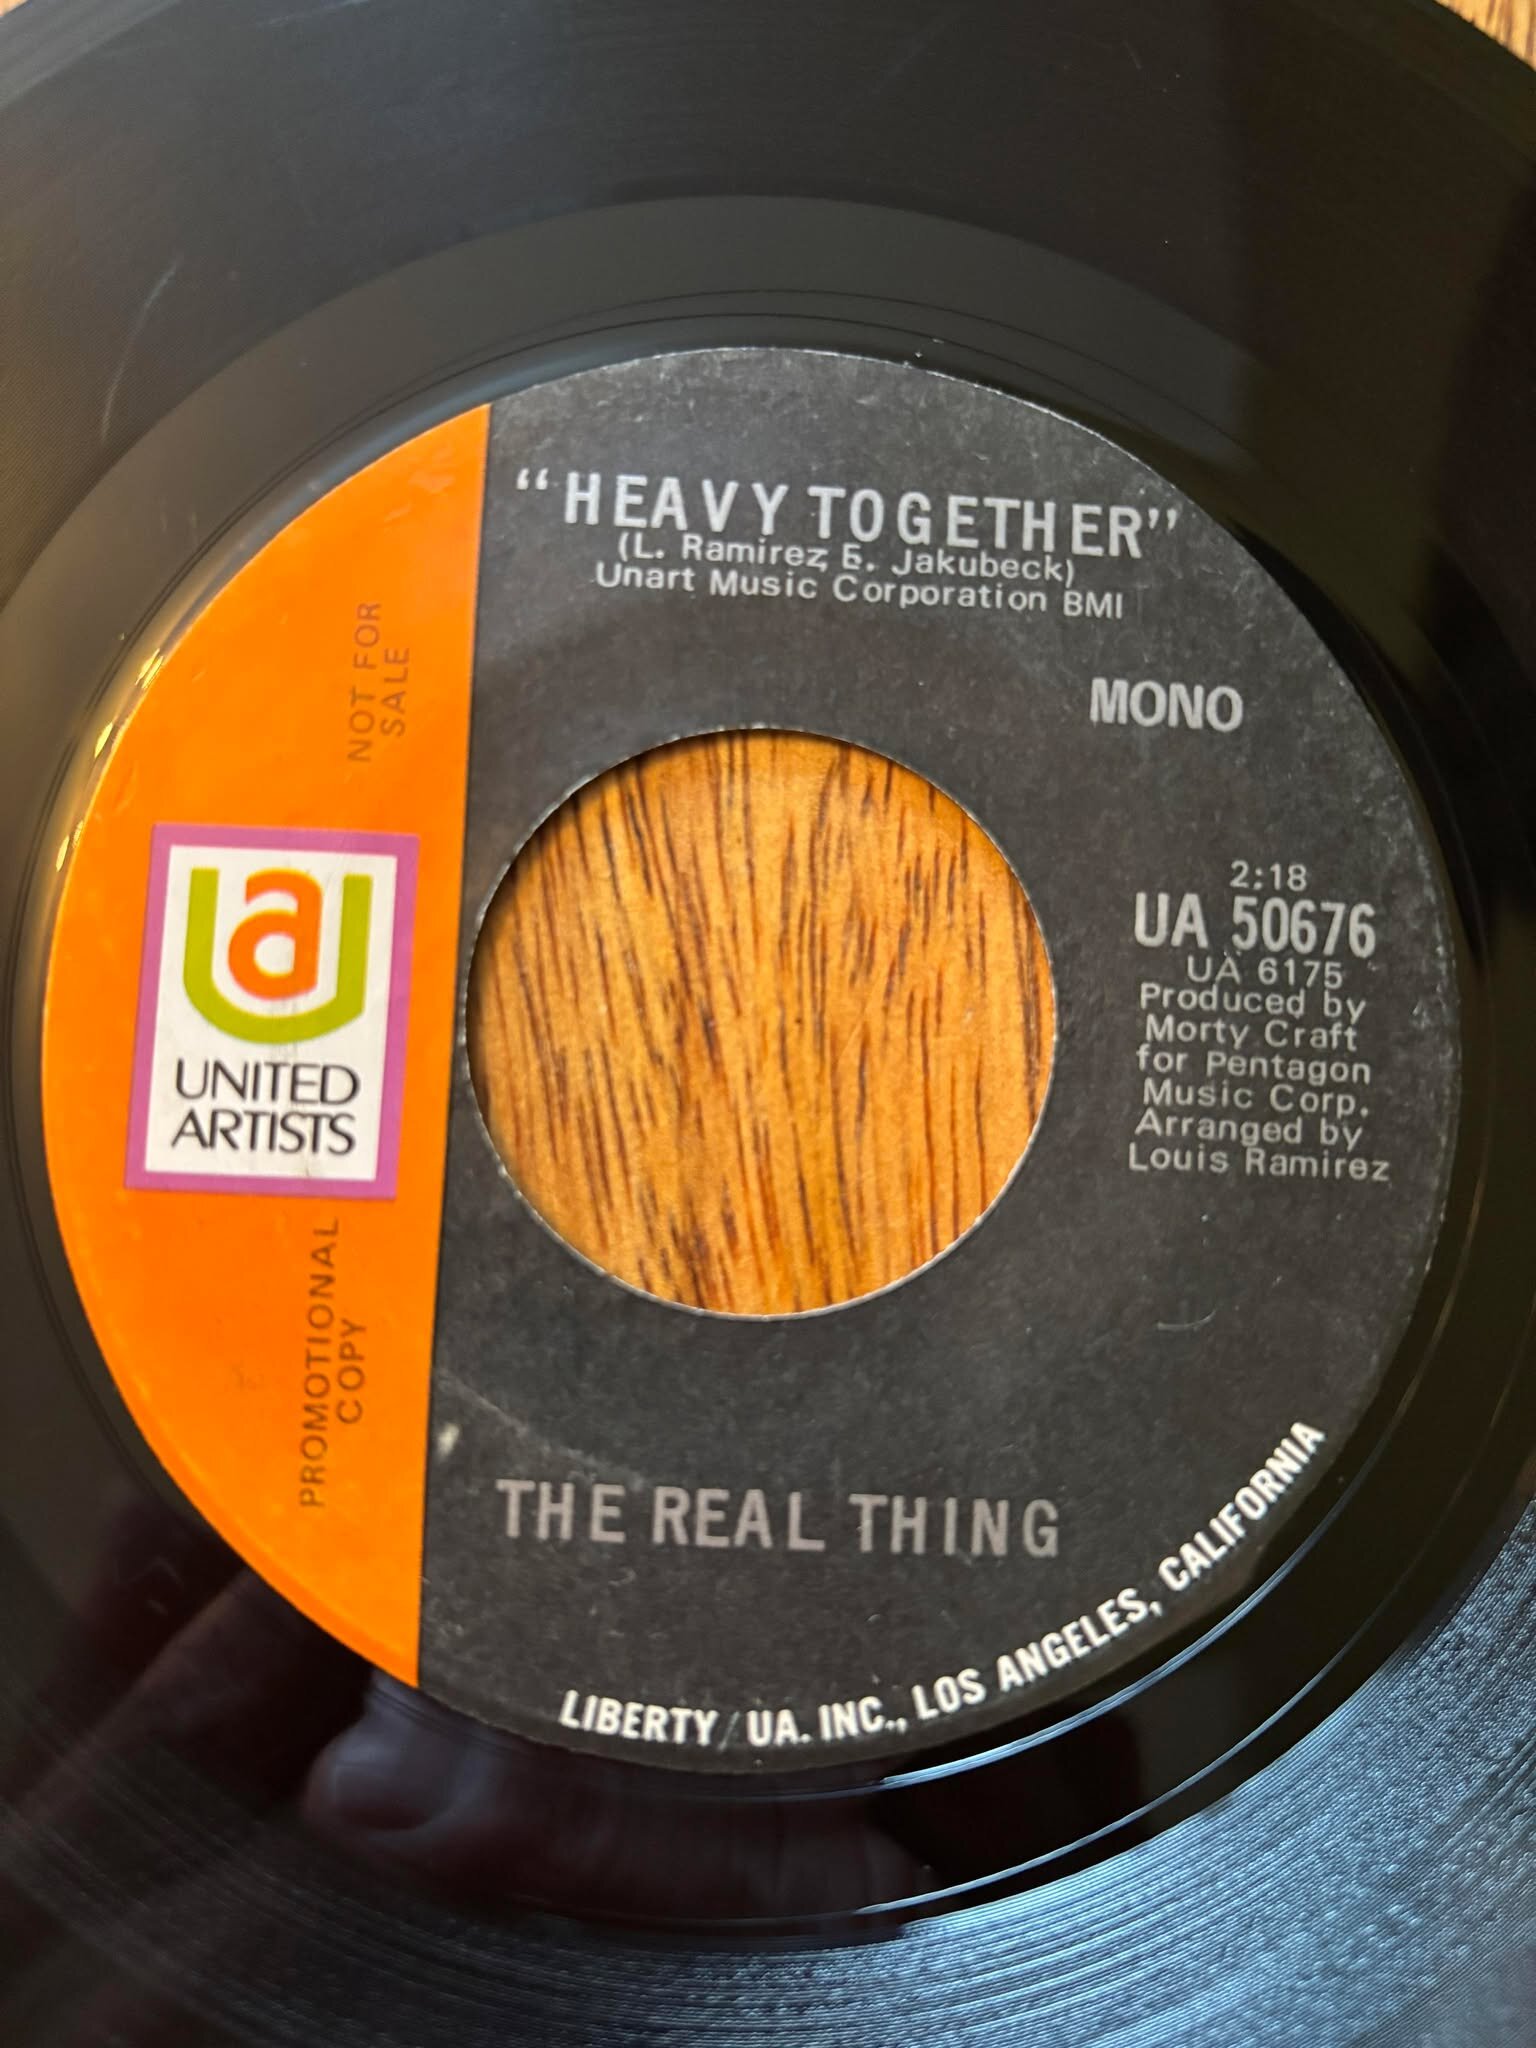 "HEAVY TOGETHER"
(L. Ramirez, E. Jakubeck)
Unart Music Corporation BMI
MONO
2:18
UA 50676
UA 6175
Produced by
Morty Craft
for Pentagon
Music Corp.
Arranged by
Louis Ramirez
NOT FOR
SALE
ua
UNITED
ARTISTS
PROMOTIONAL
COPY
THE REAL THING
LIBERTY/UA. INC., LOS ANGELES, CALIFORNIA